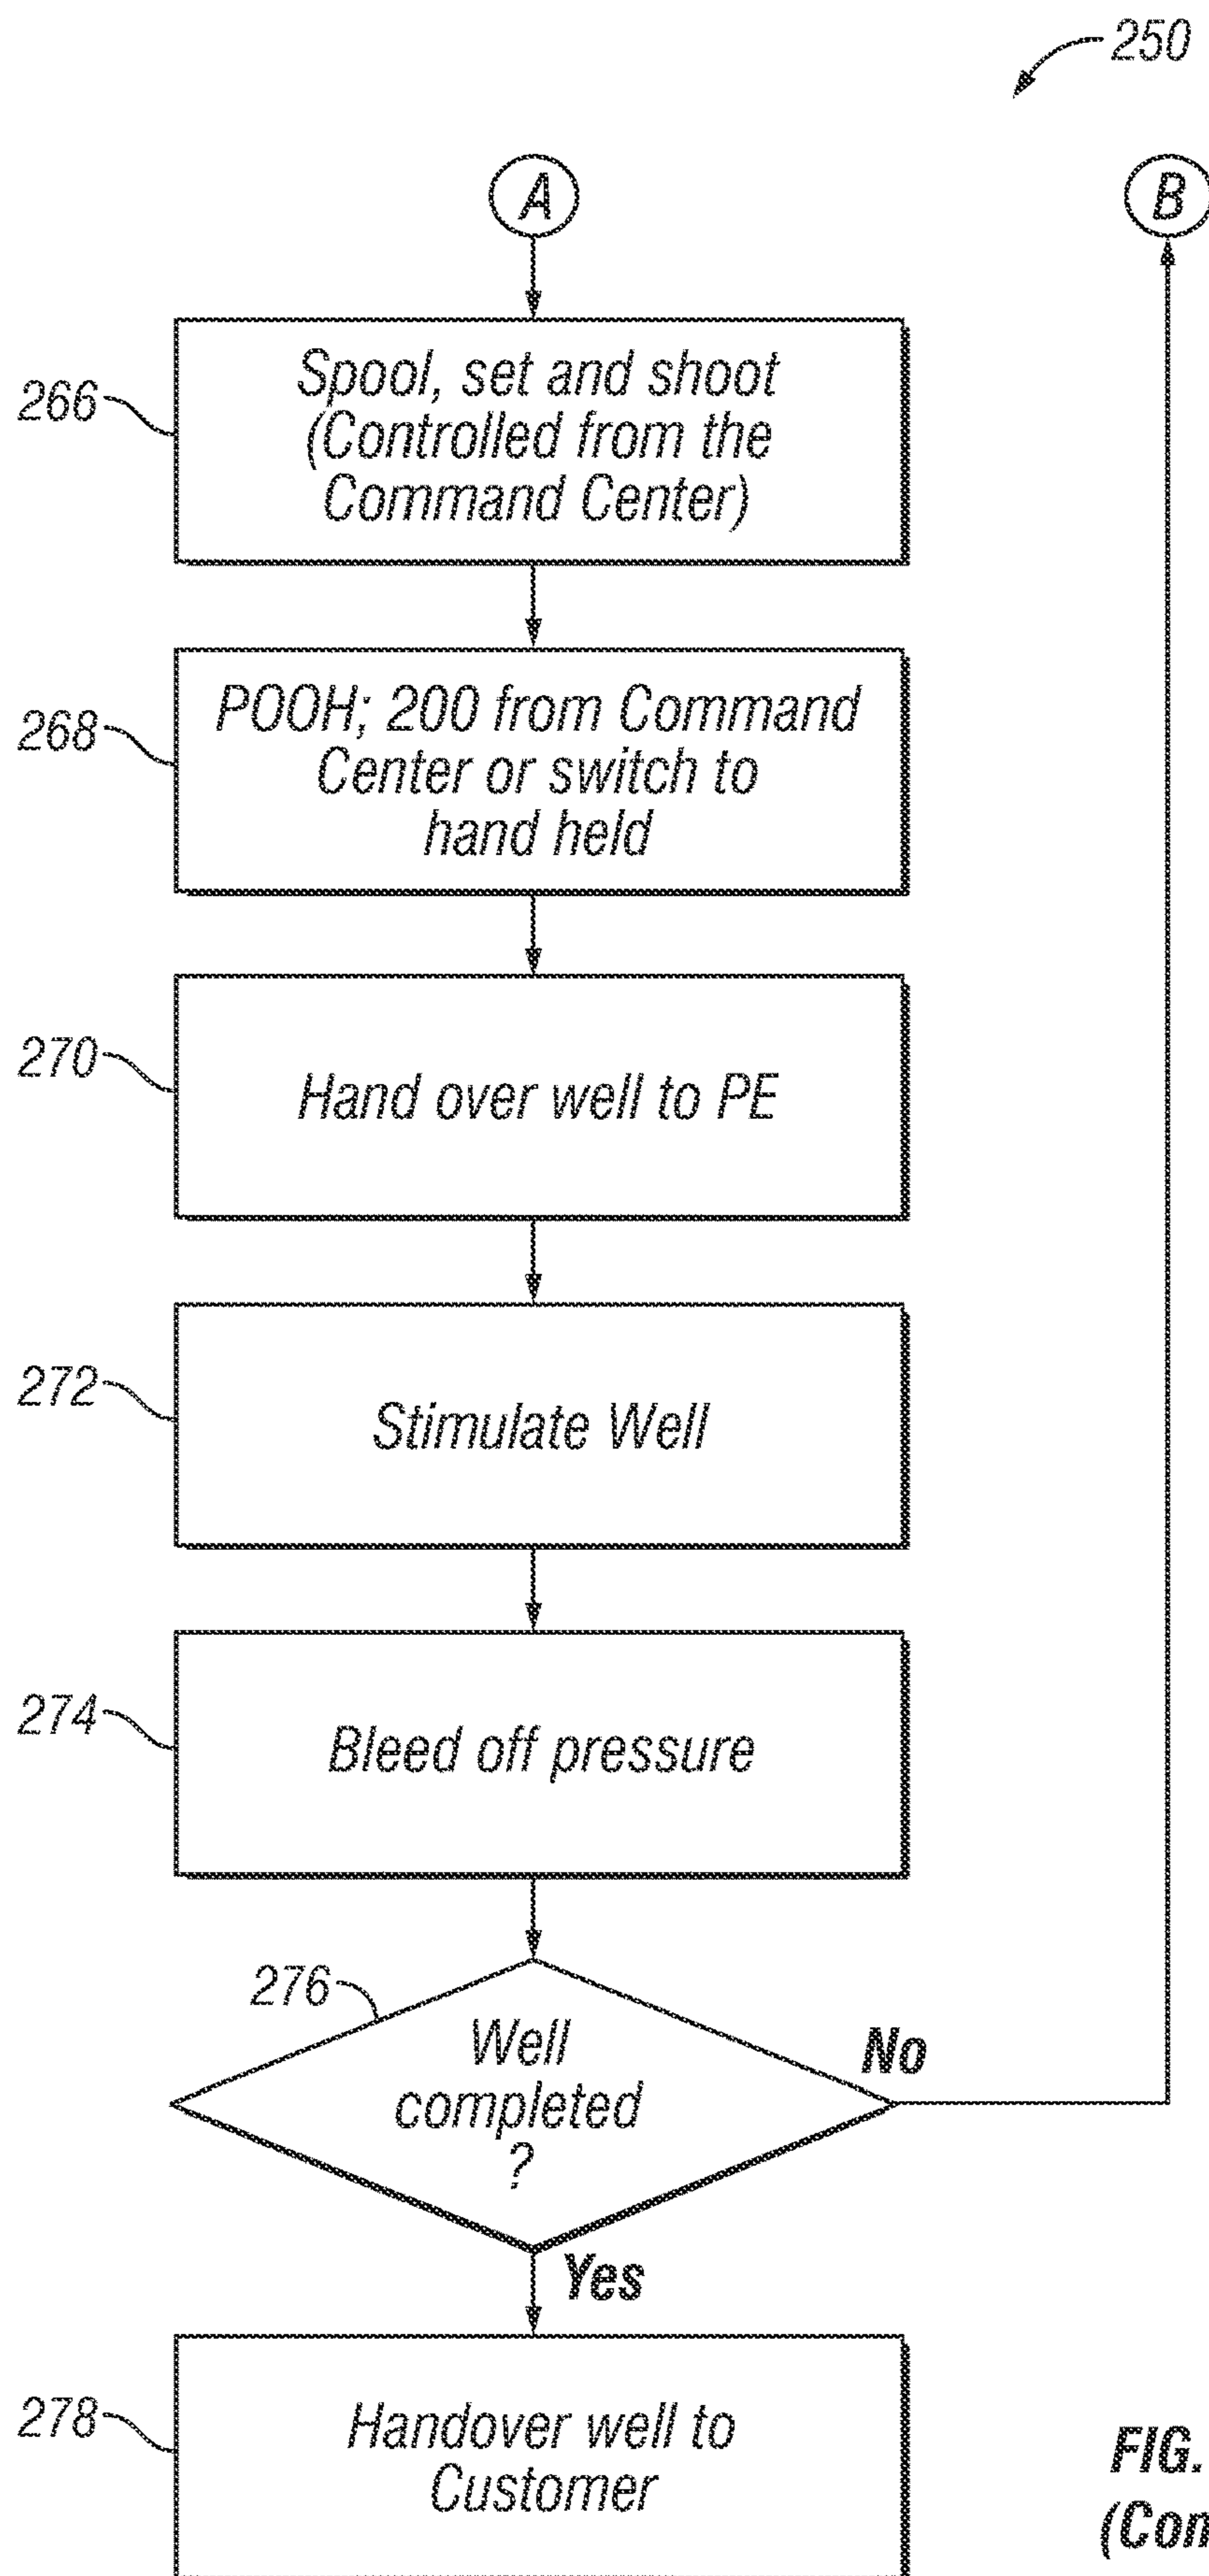 250
A
B
266
Spool, set and shoot
(Controlled from the
Command Center)
268
POOH; 200 from Command
Center or switch to
hand held
270
Hand over well to PE
272
Stimulate Well
274
Bleed off pressure
276
Well
completed
?
No
Yes
278
Handover well to
Customer
FIG.